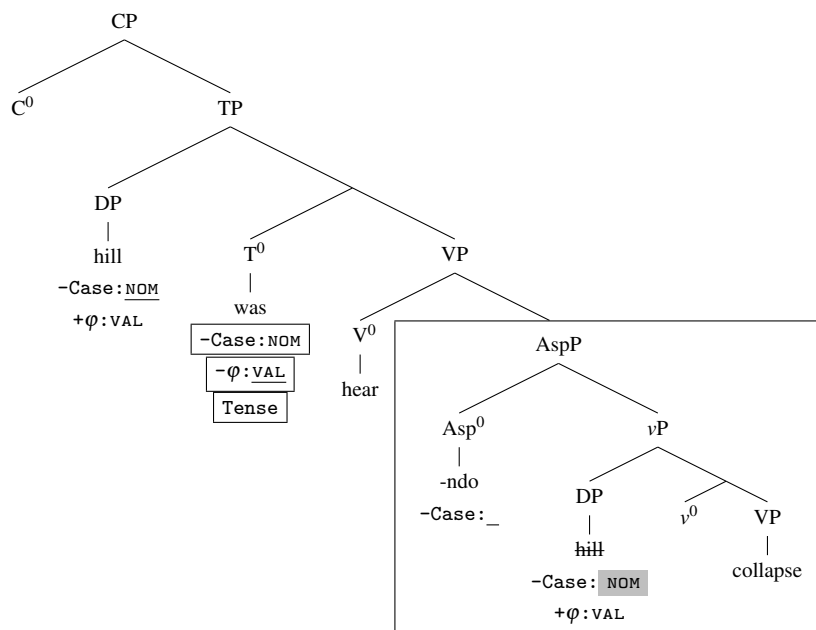 CP
C⁰ TP
DP
hill T⁰ VP
-Case:NOM was
+φ:VAL -Case:NOM V⁰ AspP
-φ:VAL hear
Tense Asp⁰ vP
-ndo DP v⁰ VP
-Case:_ hill collapse
-Case: NOM
+φ:VAL